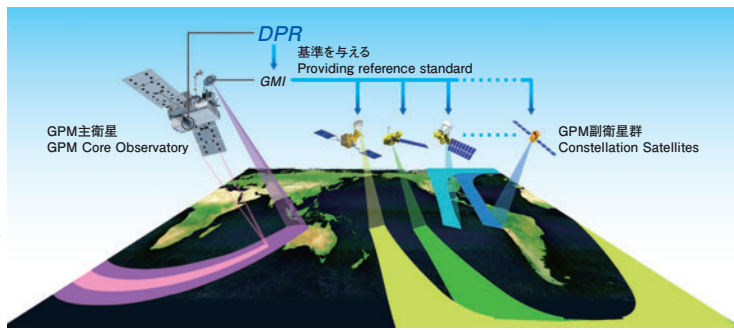 DPR
基準を与える
Providing reference standard
GMI
GPM主衛星
GPM Core Observatory
GPM副衛星群
Constellation Satellites